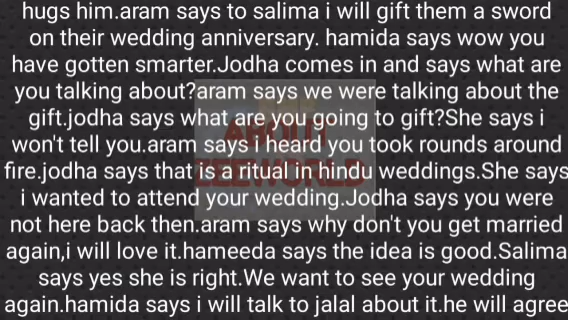 hugs him.aram says to salima i will gift them a sword
on their wedding anniversary. hamida says wow you
have gotten smarter.Jodha comes in and says what are
you talking about?aram says we were talking about the
gift.jodha says what are you going to gift?She says i
won't tell you.aram says i heard you took rounds around
fire.jodha says that is a ritual in hindu weddings.She says
i wanted to attend your wedding.Jodha says you were
not here back then.aram says why don't you get married
again,i will love it.hameeda says the idea is good.Salima
says yes she is right.We want to see your wedding
again.hamida says i will talk to jalal about it.he will agree
ABOUT
ZEEWORLD